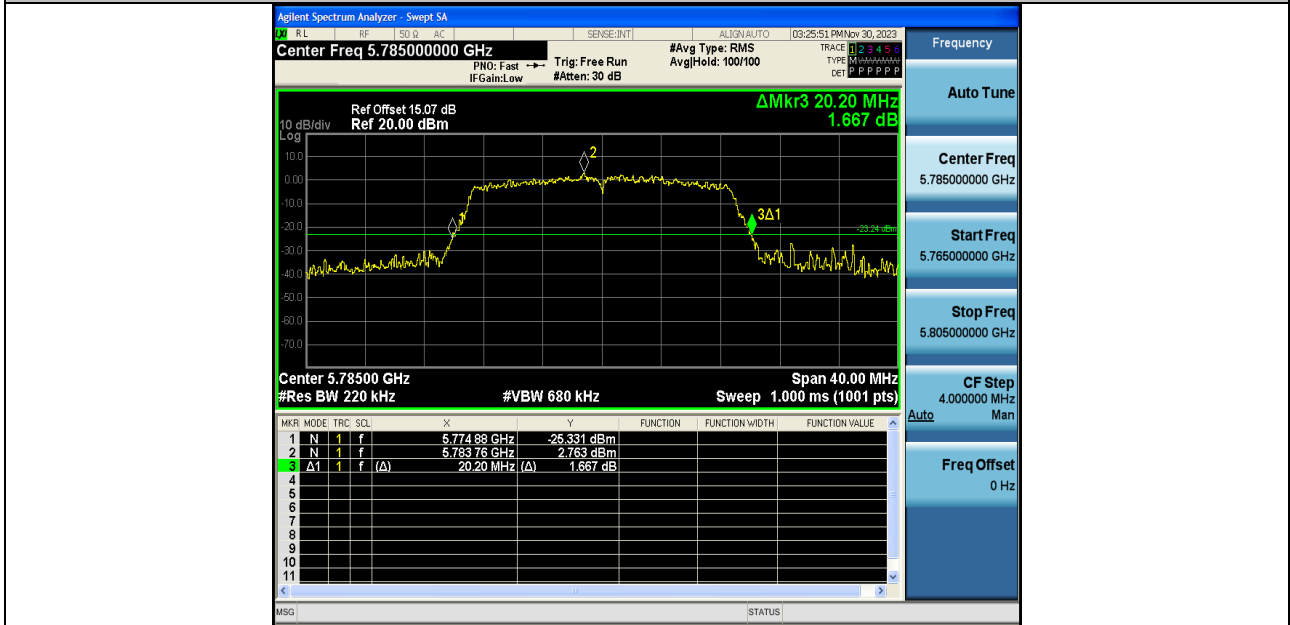 Agilent Spectrum Analyzer - Swept SA
LXI RL RF 50 Ω AC SENSE:INT ALIGN AUTO 03:25:51 PM Nov 30, 2023
Center Freq 5.785000000 GHz
PNO: Fast
IFGain:Low
Trig: Free Run
#Atten: 30 dB
#Avg Type: RMS
Avg|Hold: 100/100
TRACE 1 2 3 4 5 6
TYPE M
DET P P P P P P
Frequency
Auto Tune
Center Freq
5.785000000 GHz
Start Freq
5.765000000 GHz
Stop Freq
5.805000000 GHz
CF Step
4.000000 MHz
Auto Man
Freq Offset
0 Hz
ΔMkr3 20.20 MHz
1.667 dB
Ref Offset 15.07 dB
10 dB/div Ref 20.00 dBm
Log
10.0
0.00
-10.0
-20.0
-30.0
-40.0
-50.0
-60.0
-70.0
1
2
3Δ1
-23.24 dBm
Center 5.78500 GHz Span 40.00 MHz
#Res BW 220 kHz #VBW 680 kHz Sweep 1.000 ms (1001 pts)
MKR MODE TRC SCL X Y FUNCTION FUNCTION WIDTH FUNCTION VALUE
1 N 1 f 5.774 88 GHz -25.331 dBm
2 N 1 f 5.783 76 GHz 2.763 dBm
3 Δ1 1 f (Δ) 20.20 MHz (Δ) 1.667 dB
4
5
6
7
8
9
10
11
MSG STATUS